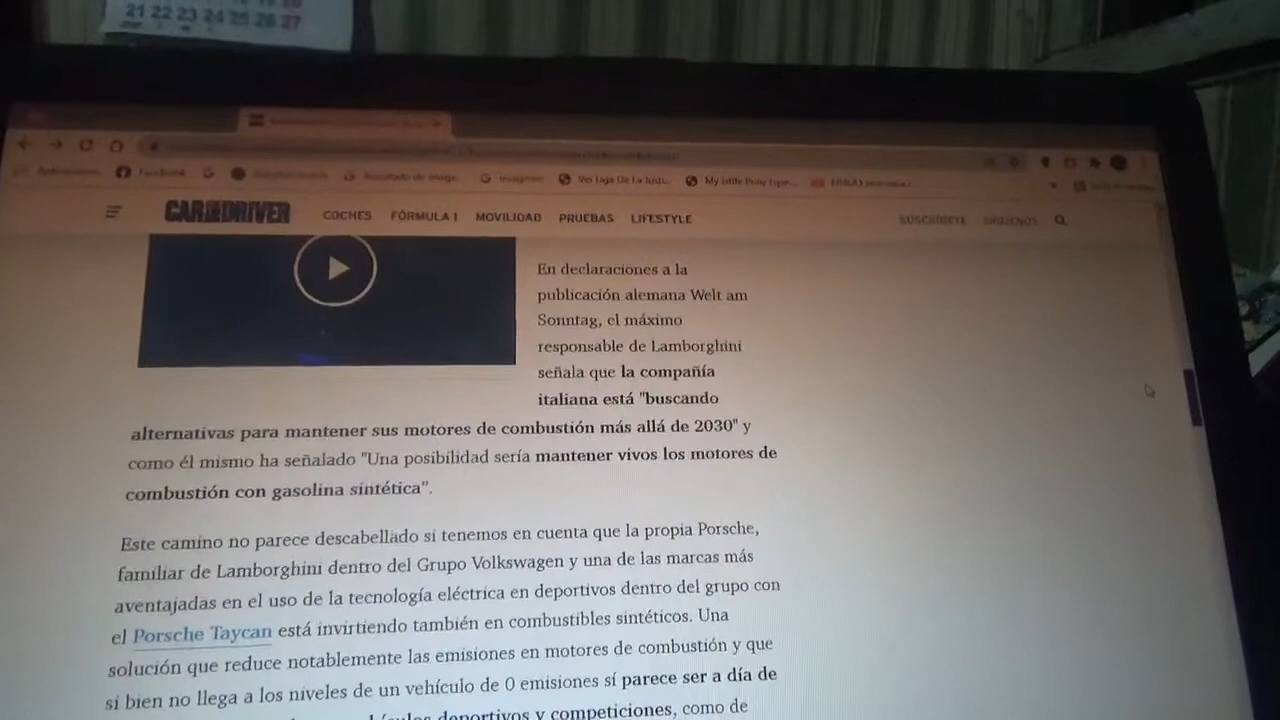 21 22 23 24 25 26 27
Facebook
My Little Pony
CAR AND DRIVER COCHES FÓRMULA 1 MOVILIDAD PRUEBAS LIFESTYLE SUSCRÍBETE
En declaraciones a la
publicación alemana Welt am
Sonntag, el máximo
responsable de Lamborghini
señala que la compañía
italiana está "buscando
alternativas para mantener sus motores de combustión más allá de 2030" y
como él mismo ha señalado "Una posibilidad sería mantener vivos los motores de
combustión con gasolina sintética”.
Este camino no parece descabellado si tenemos en cuenta que la propia Porsche,
familiar de Lamborghini dentro del Grupo Volkswagen y una de las marcas más
aventajadas en el uso de la tecnología eléctrica en deportivos dentro del grupo con
el Porsche Taycan está invirtiendo también en combustibles sintéticos. Una
solución que reduce notablemente las emisiones en motores de combustión y que
si bien no llega a los niveles de un vehículo de 0 emisiones sí parece ser a día de
deportivos y competiciones, como de